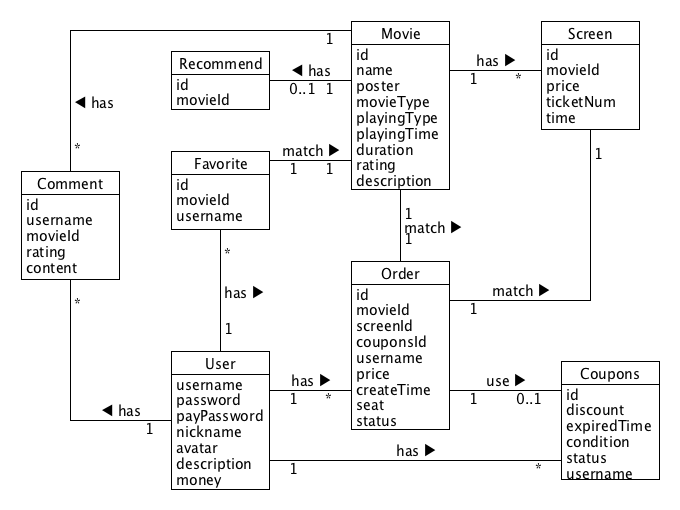 Movie
id
name
poster
movieType
playingType
playingTime
duration
rating
description
Screen
id
movieId
price
ticketNum
time
Recommend
id
movieId
has ▶
1
*
◀ has
0..1
1
1
◀ has
*
match ▶
1
1
Favorite
id
movieId
username
Comment
id
username
movieId
rating
content
*
has ▶
1
1
match ▶
1
1
Order
id
movieId
screenId
couponsId
username
price
createTime
seat
status
match ▶
1
*
◀ has
1
User
username
password
payPassword
nickname
avatar
description
money
has ▶
1
*
use ▶
1
0..1
Coupons
id
discount
expiredTime
condition
status
username
has ▶
1
*